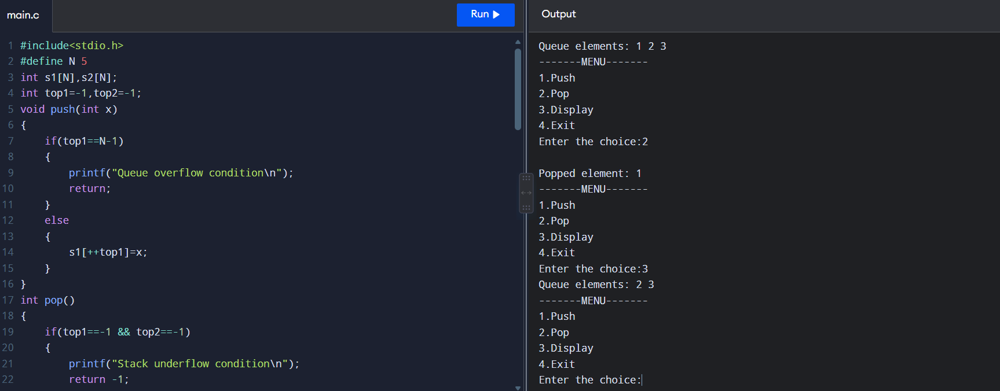 main.c
Run
1 #include<stdio.h>
2 #define N 5
3 int s1[N],s2[N];
4 int top1=-1,top2=-1;
5 void push(int x)
6 {
7     if(top1==N-1)
8     {
9         printf("Queue overflow condition\n");
10         return;
11     }
12     else
13     {
14         s1[++top1]=x;
15     }
16 }
17 int pop()
18 {
19     if(top1==-1 && top2==-1)
20     {
21         printf("Stack underflow condition\n");
22         return -1;
Output
Queue elements: 1 2 3
-------MENU-------
1.Push
2.Pop
3.Display
4.Exit
Enter the choice:2
Popped element: 1
-------MENU-------
1.Push
2.Pop
3.Display
4.Exit
Enter the choice:3
Queue elements: 2 3
-------MENU-------
1.Push
2.Pop
3.Display
4.Exit
Enter the choice: